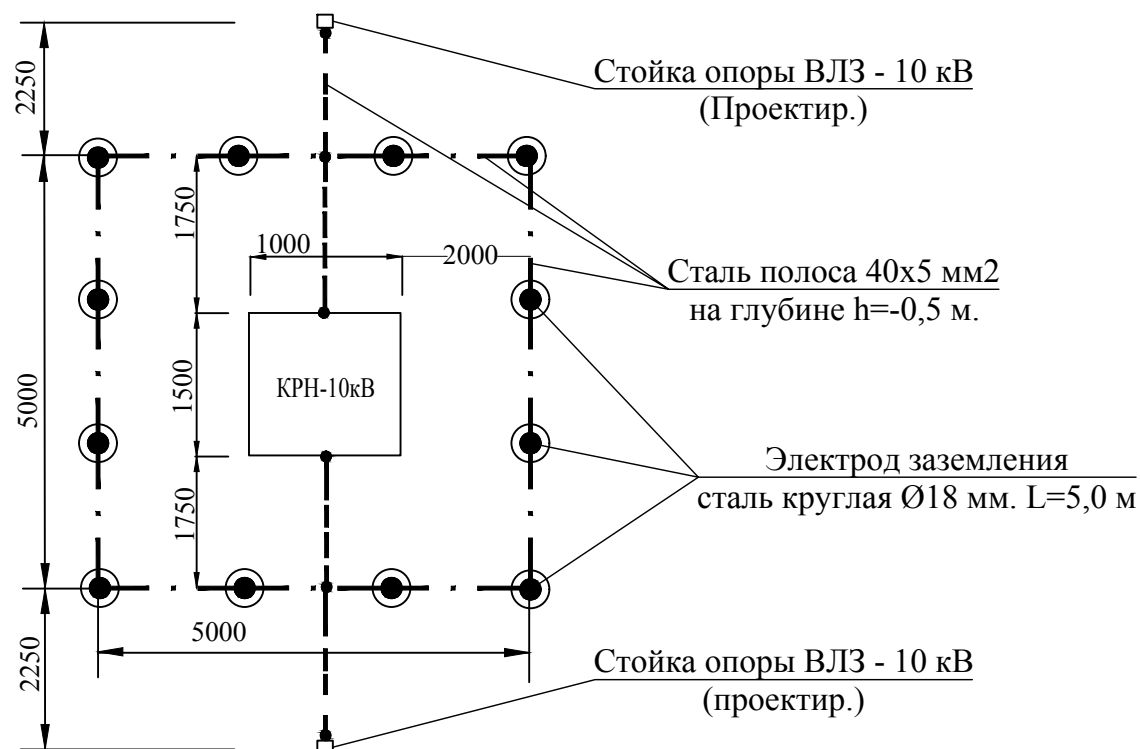 2250
Стойка опоры ВЛЗ - 10 кВ
(Проектир.)
5000
1750
1000
2000
Сталь полоса 40х5 мм2
на глубине h=-0,5 м.
1500
КРН-10кВ
1750
Электрод заземления
сталь круглая Ø18 мм. L=5,0 м
5000
2250
Стойка опоры ВЛЗ - 10 кВ
(проектир.)